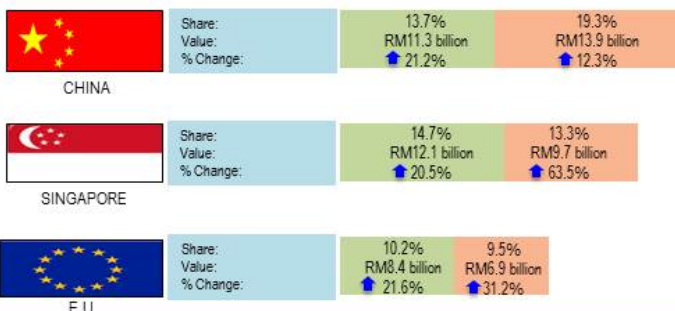 Share: 13.7% 19.3%
Value: RM11.3 billion RM13.9 billion
% Change: 21.2% 12.3%
CHINA
Share: 14.7% 13.3%
Value: RM12.1 billion RM9.7 billion
% Change: 20.5% 63.5%
SINGAPORE
Share: 10.2% 9.5%
Value: RM8.4 billion RM6.9 billion
% Change: 21.6% 31.2%
E.U